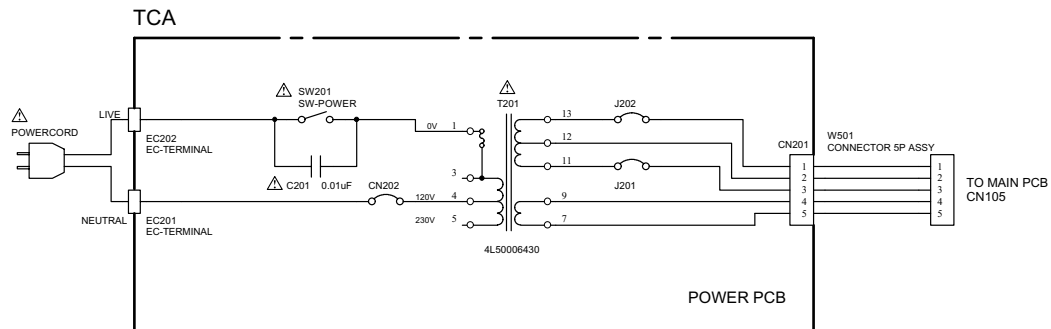 TCA
SW201
SW-POWER
T201
13
J202
LIVE
0V
1
12
W501
CONNECTOR 5P ASSY
POWERCORD
EC202
EC-TERMINAL
CN201
11
1
1
2
2
3
3
4
4
5
5
TO MAIN PCB
CN105
3
C201
0.01uF
CN202
J201
120V
4
9
NEUTRAL
EC201
EC-TERMINAL
230V
5
7
4L50006430
POWER PCB